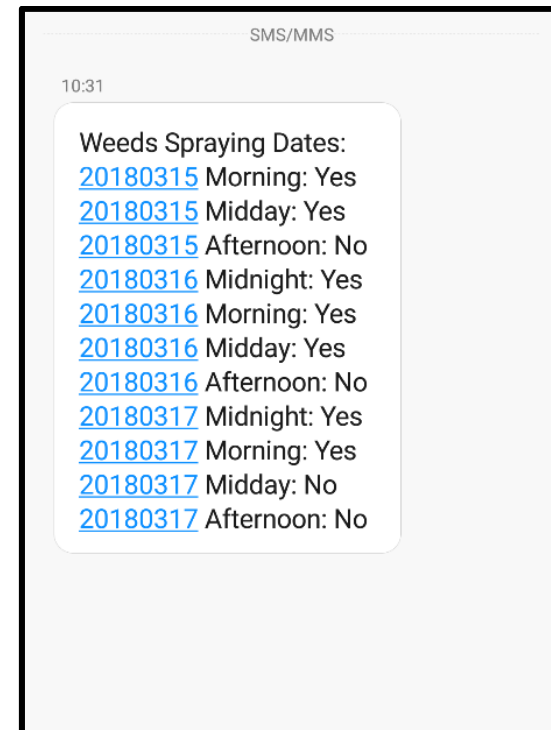 SMS/MMS
10:31
Weeds Spraying Dates:
20180315 Morning: Yes
20180315 Midday: Yes
20180315 Afternoon: No
20180316 Midnight: Yes
20180316 Morning: Yes
20180316 Midday: Yes
20180316 Afternoon: No
20180317 Midnight: Yes
20180317 Morning: Yes
20180317 Midday: No
20180317 Afternoon: No